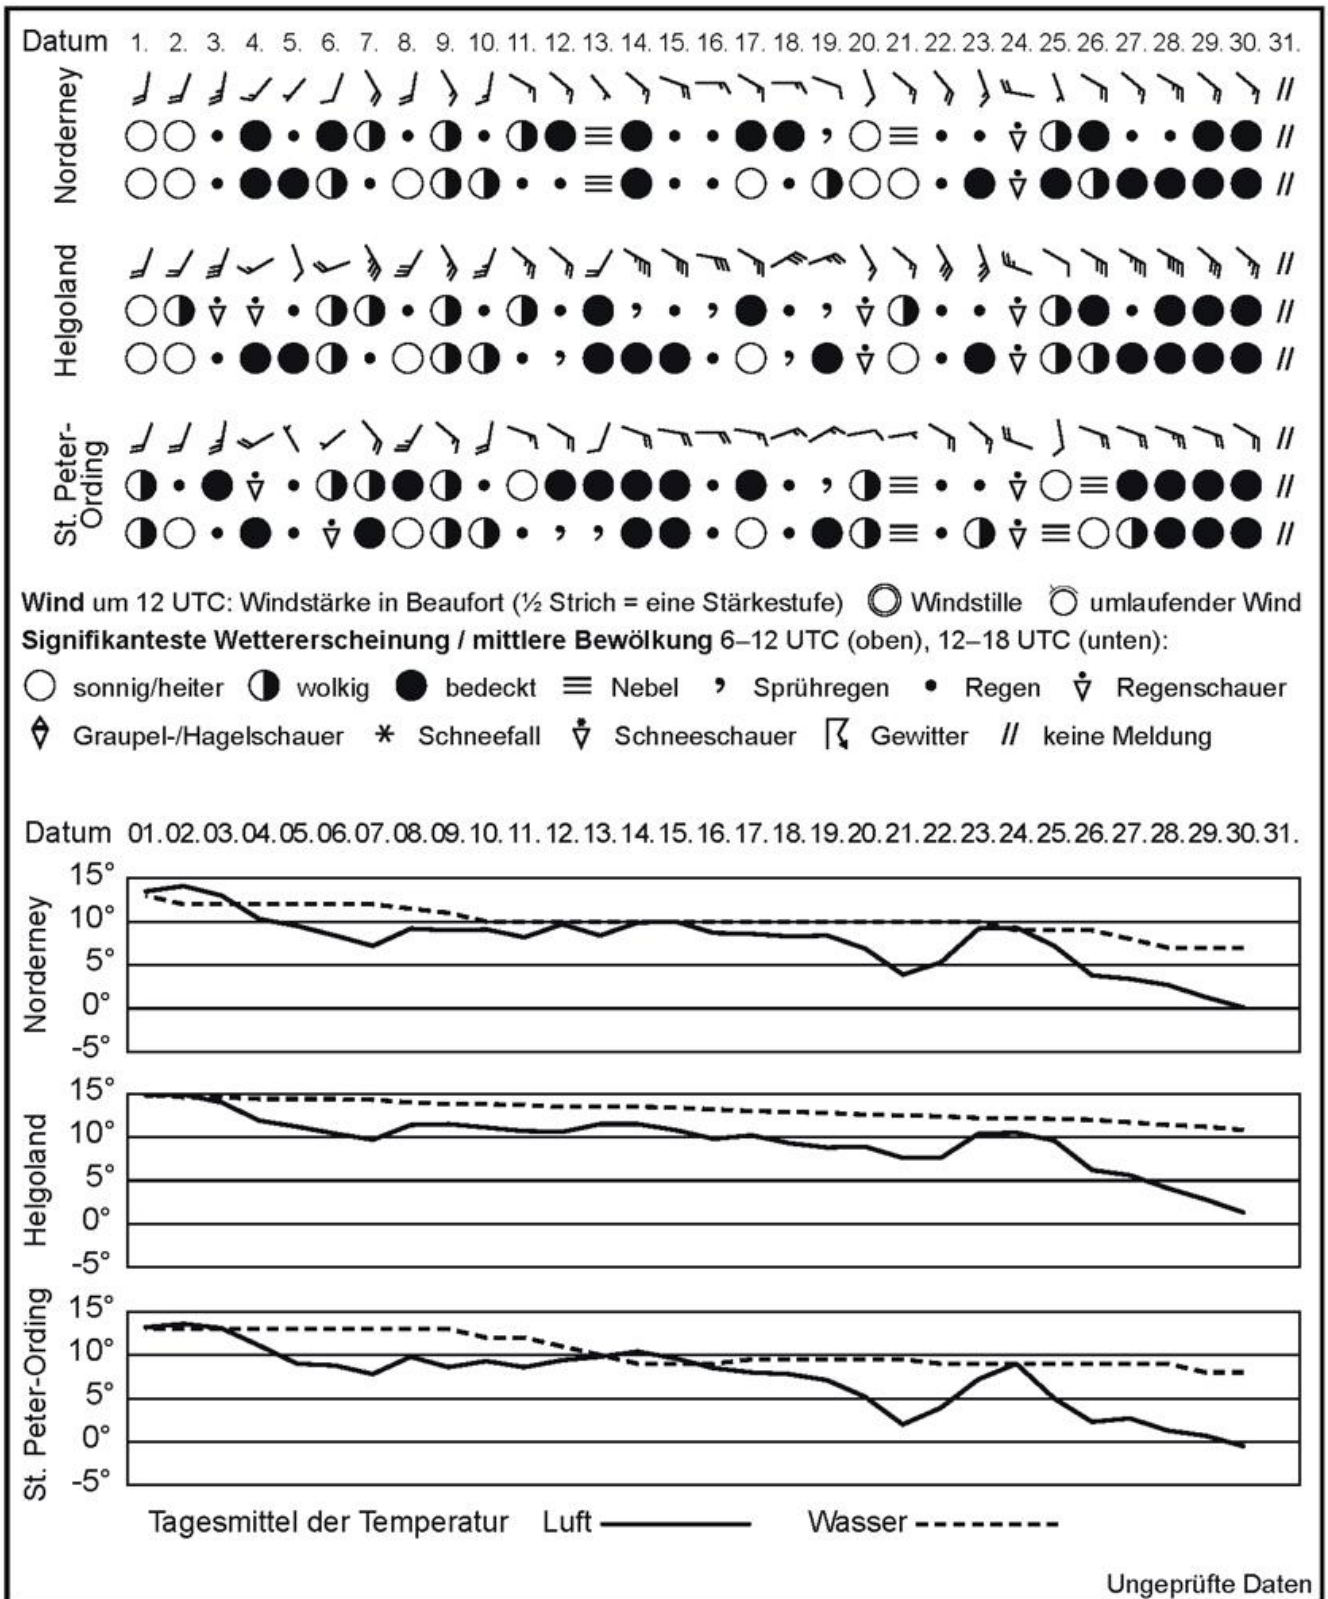 Datum 1. 2. 3. 4. 5. 6. 7. 8. 9. 10. 11. 12. 13. 14. 15. 16. 17. 18. 19. 20. 21. 22. 23. 24. 25. 26. 27. 28. 29. 30. 31.
Norderney
Helgoland
St. Peter-
Ording
Wind um 12 UTC: Windstärke in Beaufort (½ Strich = eine Stärkestufe) Windstille umlaufender Wind
Signifikanteste Wettererscheinung / mittlere Bewölkung 6–12 UTC (oben), 12–18 UTC (unten):
sonnig/heiter wolkig bedeckt Nebel Sprühregen Regen Regenschauer
Graupel-/Hagelschauer Schneefall Schneeschauer Gewitter // keine Meldung
Datum 01. 02. 03. 04. 05. 06. 07. 08. 09. 10. 11. 12. 13. 14. 15. 16. 17. 18. 19. 20. 21. 22. 23. 24. 25. 26. 27. 28. 29. 30. 31.
Norderney
15°
10°
5°
0°
-5°
Helgoland
15°
10°
5°
0°
-5°
St. Peter-Ording
15°
10°
5°
0°
-5°
Tagesmittel der Temperatur Luft Wasser
Ungeprüfte Daten